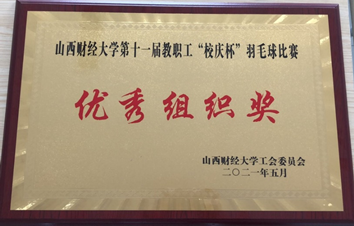 山西财经大学第十一届教职工“校庆杯”羽毛球比赛
优秀组织奖
山西财经大学工会委员会
二〇二一年五月